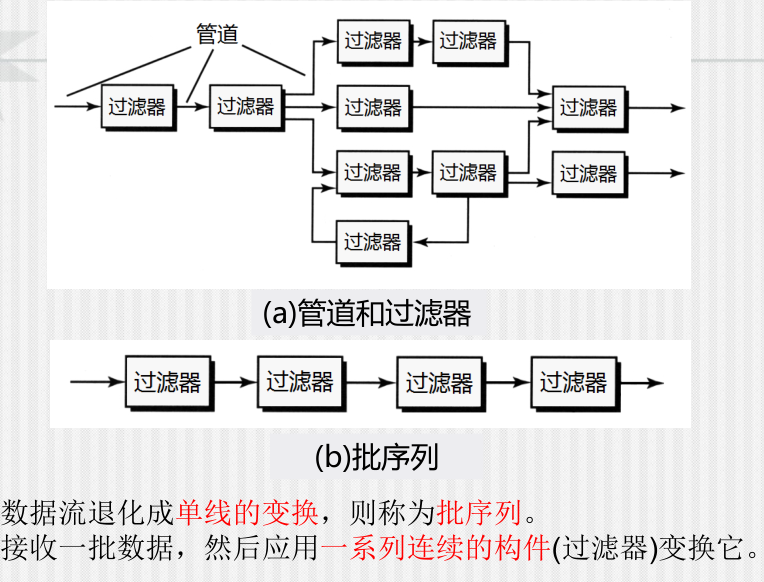 管道
过滤器 过滤器
过滤器 过滤器 过滤器 过滤器
过滤器 过滤器 过滤器
过滤器
(a)管道和过滤器
过滤器 过滤器 过滤器 过滤器
(b)批序列
数据流退化成单线的变换，则称为批序列。
接收一批数据，然后应用一系列连续的构件(过滤器)变换它。